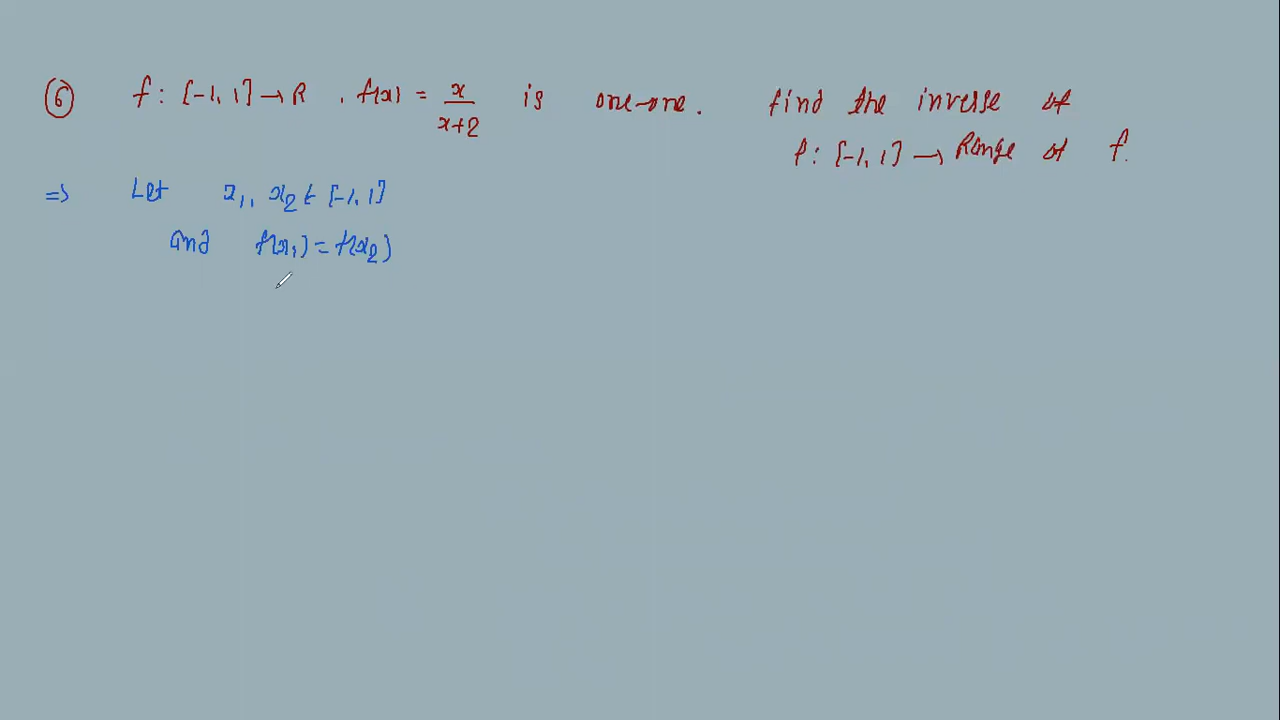 ⑥ f : [-1, 1] → R , f(x) = x/(x+2) is one-one. find the inverse of
f : [-1, 1] → Range of f.
⇒ Let x₁, x₂ ∈ [-1, 1]
and f(x₁) = f(x₂)